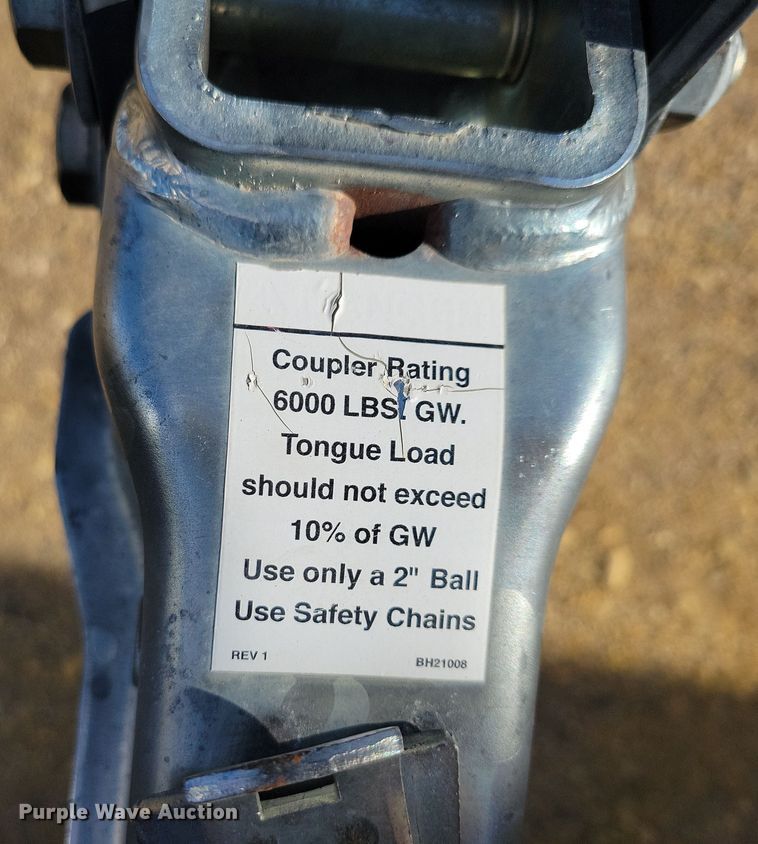 Coupler Rating
6000 LBS. GW.
Tongue Load
should not exceed
10% of GW
Use only a 2" Ball
Use Safety Chains
REV 1 BH21008
Purple Wave Auction